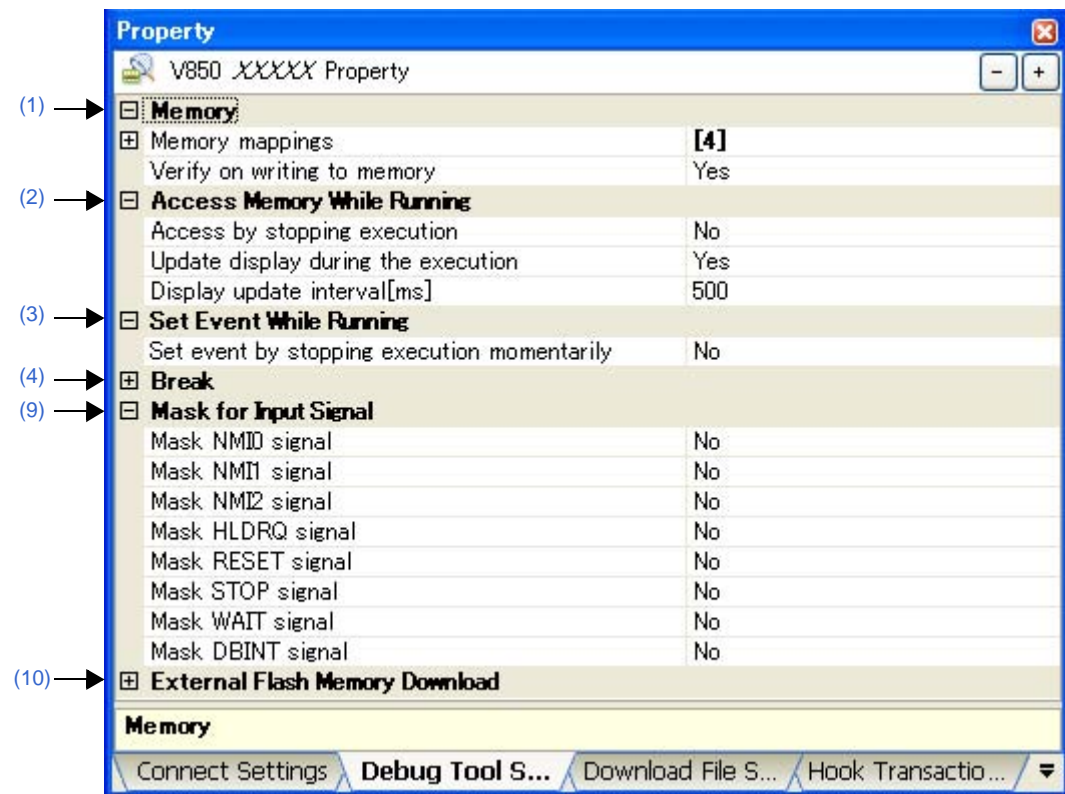 Property
V850 XXXXX Property
- +
(1) Memory
Memory mappings [4]
Verify on writing to memory Yes
(2) Access Memory While Running
Access by stopping execution No
Update display during the execution Yes
Display update interval[ms] 500
(3) Set Event While Running
Set event by stopping execution momentarily No
(4) Break
(9) Mask for Input Signal
Mask NMI0 signal No
Mask NMI1 signal No
Mask NMI2 signal No
Mask HLDRQ signal No
Mask RESET signal No
Mask STOP signal No
Mask WAIT signal No
Mask DBINT signal No
(10) External Flash Memory Download
Memory
Connect Settings Debug Tool S... Download File S... Hook Transactio...